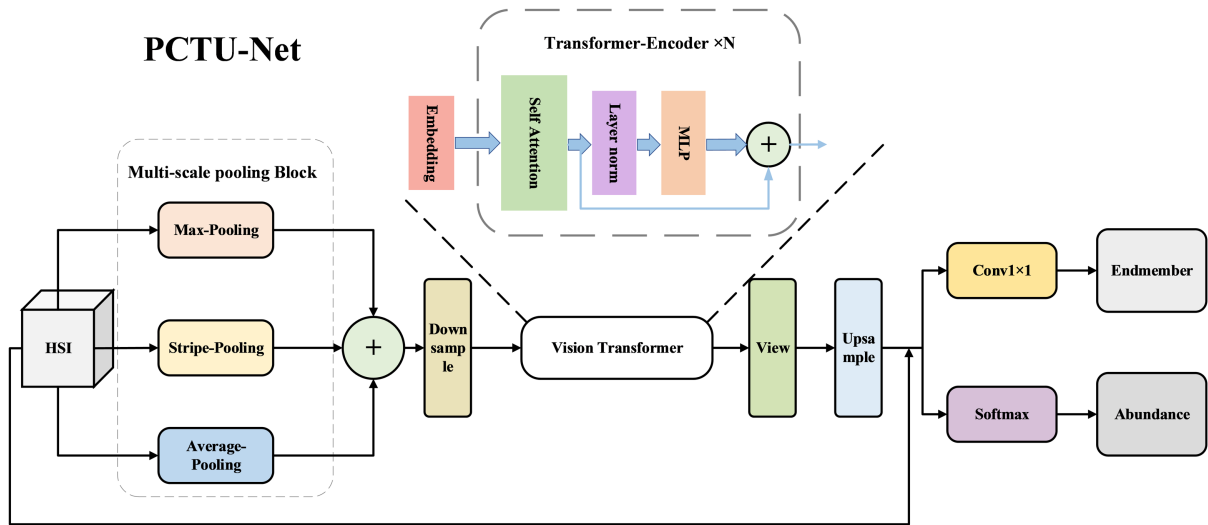 PCTU-Net
Transformer-Encoder ×N
Embedding
Self Attention
Layer norm
MLP
+
Multi-scale pooling Block
Max-Pooling
HSI
Stripe-Pooling
Average-
Pooling
+
Down
samp
le
Vision Transformer
View
Upsa
mple
Conv1×1
Endmember
Softmax
Abundance